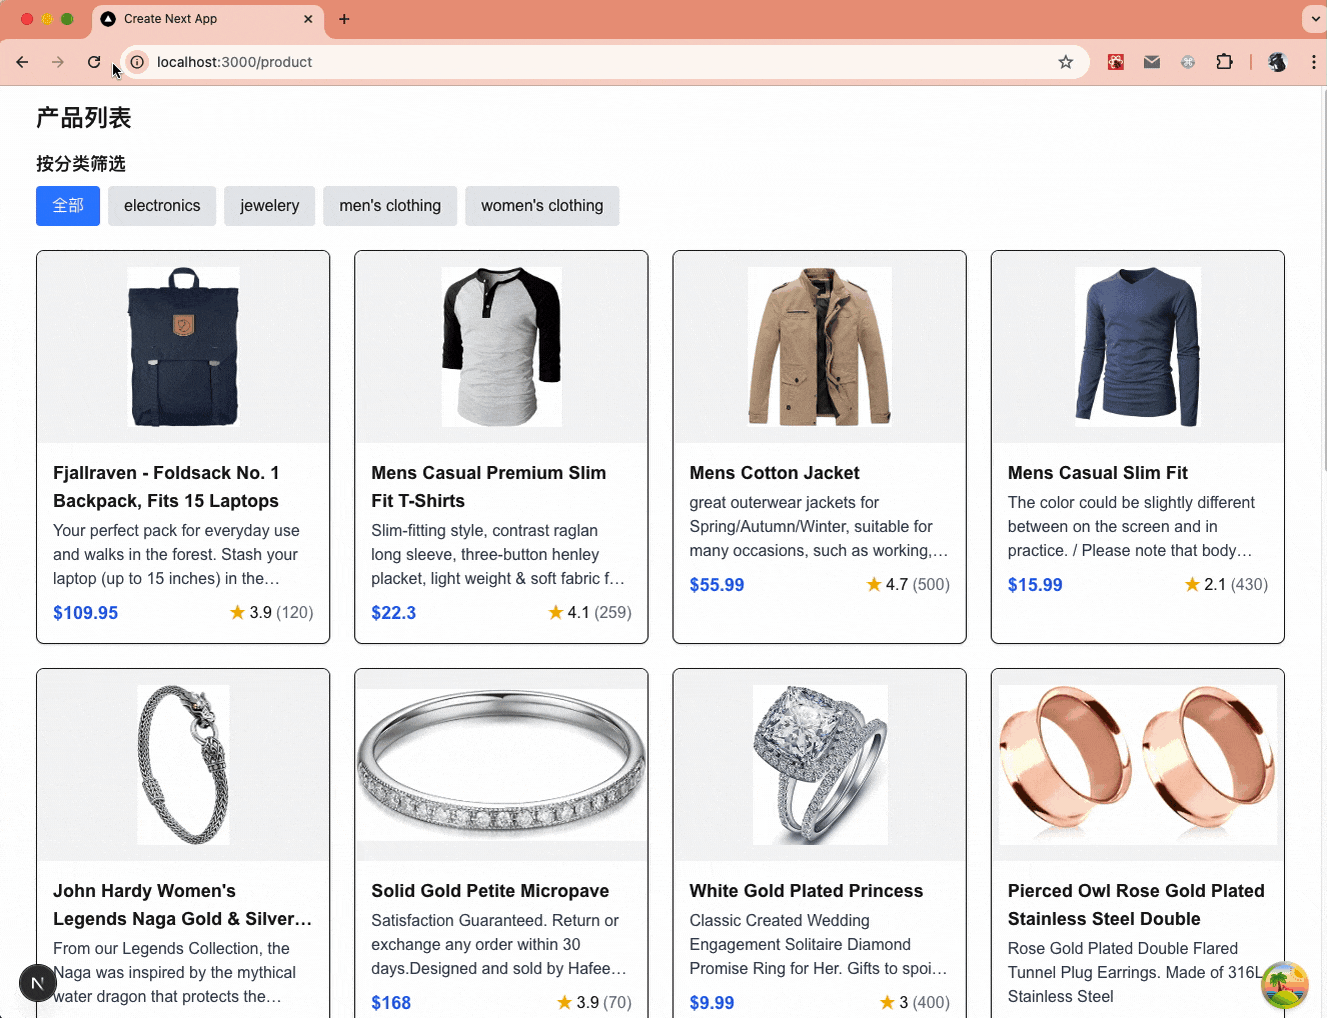 Create Next App
localhost:3000/product
产品列表
按分类筛选
全部
electronics
jewelery
men's clothing
women's clothing
Fjallraven - Foldsack No. 1
Backpack, Fits 15 Laptops
Your perfect pack for everyday use
and walks in the forest. Stash your
laptop (up to 15 inches) in the…
$109.95
★ 3.9 (120)
Mens Casual Premium Slim
Fit T-Shirts
Slim-fitting style, contrast raglan
long sleeve, three-button henley
placket, light weight & soft fabric f…
$22.3
★ 4.1 (259)
Mens Cotton Jacket
great outerwear jackets for
Spring/Autumn/Winter, suitable for
many occasions, such as working,…
$55.99
★ 4.7 (500)
Mens Casual Slim Fit
The color could be slightly different
between on the screen and in
practice. / Please note that body…
$15.99
★ 2.1 (430)
John Hardy Women's
Legends Naga Gold & Silver…
From our Legends Collection, the
Naga was inspired by the mythical
water dragon that protects the…
Solid Gold Petite Micropave
Satisfaction Guaranteed. Return or
exchange any order within 30
days.Designed and sold by Hafee…
$168
★ 3.9 (70)
White Gold Plated Princess
Classic Created Wedding
Engagement Solitaire Diamond
Promise Ring for Her. Gifts to spoi…
$9.99
★ 3 (400)
Pierced Owl Rose Gold Plated
Stainless Steel Double
Rose Gold Plated Double Flared
Tunnel Plug Earrings. Made of 316L
Stainless Steel
N